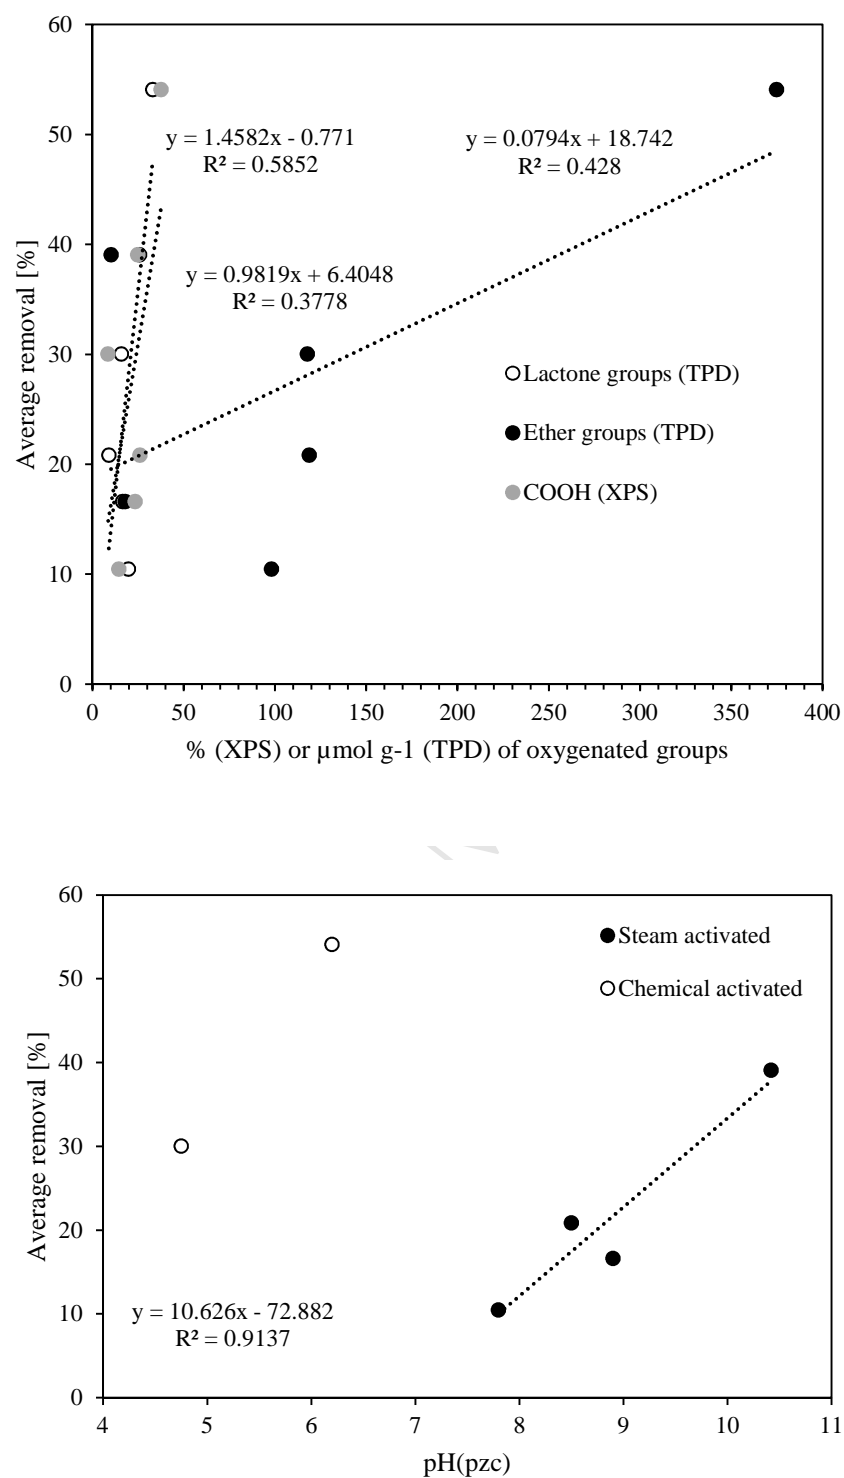 60
50
40
30
20
10
0
Average removal [%]
y = 1.4582x - 0.771
R² = 0.5852
y = 0.0794x + 18.742
R² = 0.428
y = 0.9819x + 6.4048
R² = 0.3778
Lactone groups (TPD)
Ether groups (TPD)
COOH (XPS)
0 50 100 150 200 250 300 350 400
% (XPS) or µmol g-1 (TPD) of oxygenated groups
60
50
40
30
20
10
0
Average removal [%]
Steam activated
Chemical activated
y = 10.626x - 72.882
R² = 0.9137
4 5 6 7 8 9 10 11
pH(pzc)